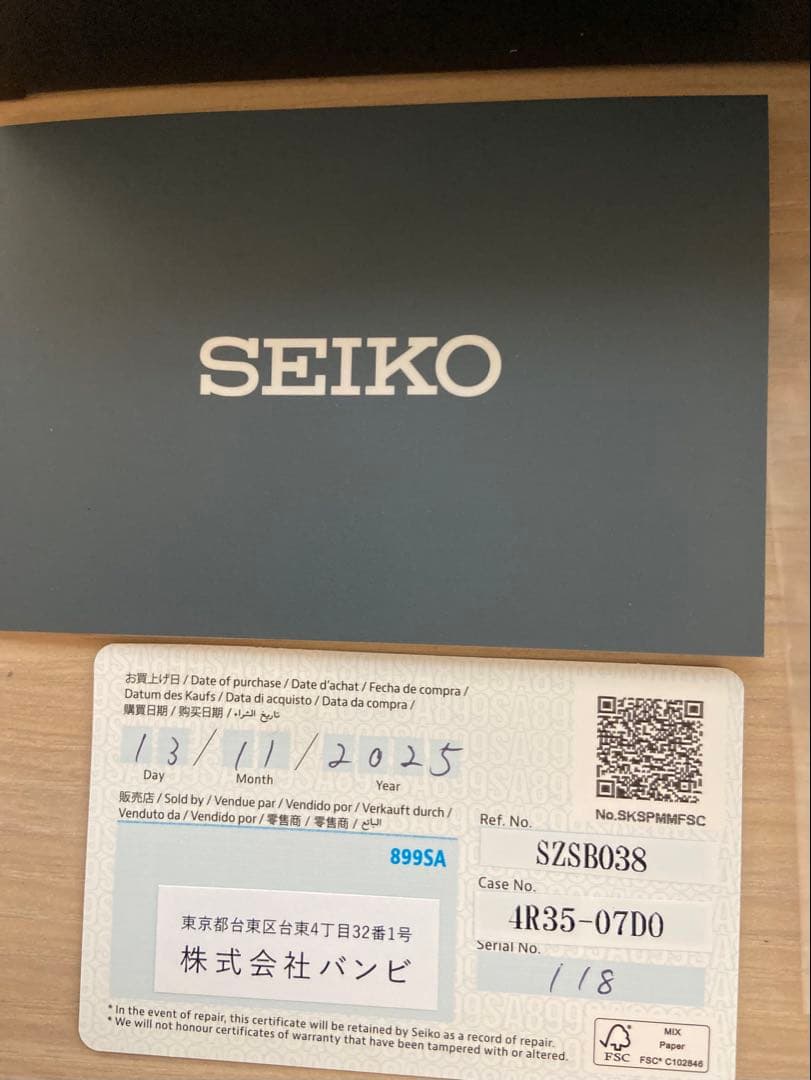 SEIKO
お買上げ日 / Date of purchase / Date d'achat / Fecha de compra /
Datum des Kaufs / Data di acquisto / Data da compra /
購買日期 / 购买日期 / تاريخ الشراء
13 / 11 / 2025
Day Month Year
販売店 / Sold by / Vendue par / Vendido por / Verkauft durch /
Venduto da / Vendido por / 零售商 / 零售商 / البائع
899SA
東京都台東区台東4丁目32番1号
株式会社バンビ
No.SKSPMMFSC
Ref. No.
SZSB038
Case No.
4R35-07D0
Serial No.
118
* In the event of repair, this certificate will be retained by Seiko as a record of repair.
* We will not honour certificates of warranty that have been tampered with or altered.
FSC
MIX
Paper
FSC® C102846